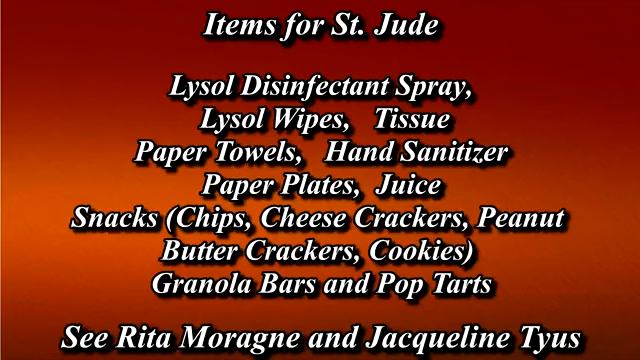 Items for St. Jude
Lysol Disinfectant Spray,
Lysol Wipes, Tissue
Paper Towels, Hand Sanitizer
Paper Plates, Juice
Snacks (Chips, Cheese Crackers, Peanut
Butter Crackers, Cookies)
Granola Bars and Pop Tarts
See Rita Moragne and Jacqueline Tyus